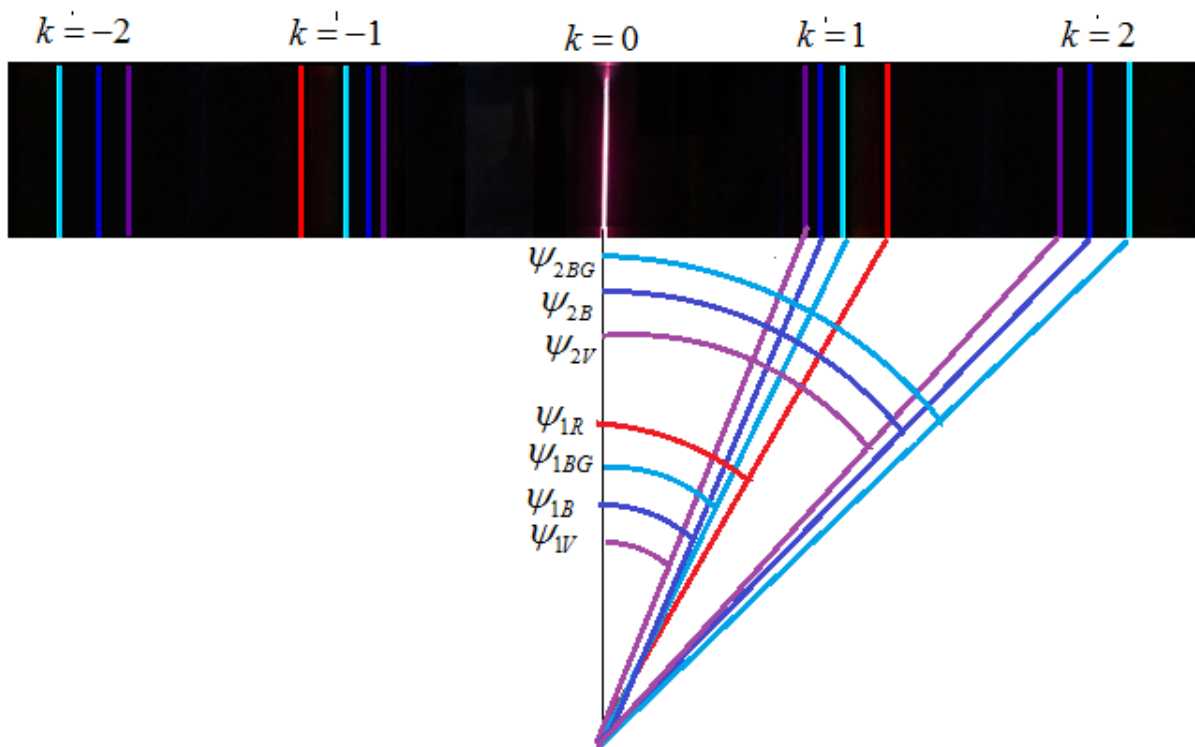 k = −2 k = −1 k = 0 k = 1 k = 2
ψ2BG
ψ2B
ψ2V
ψ1R
ψ1BG
ψ1B
ψ1V